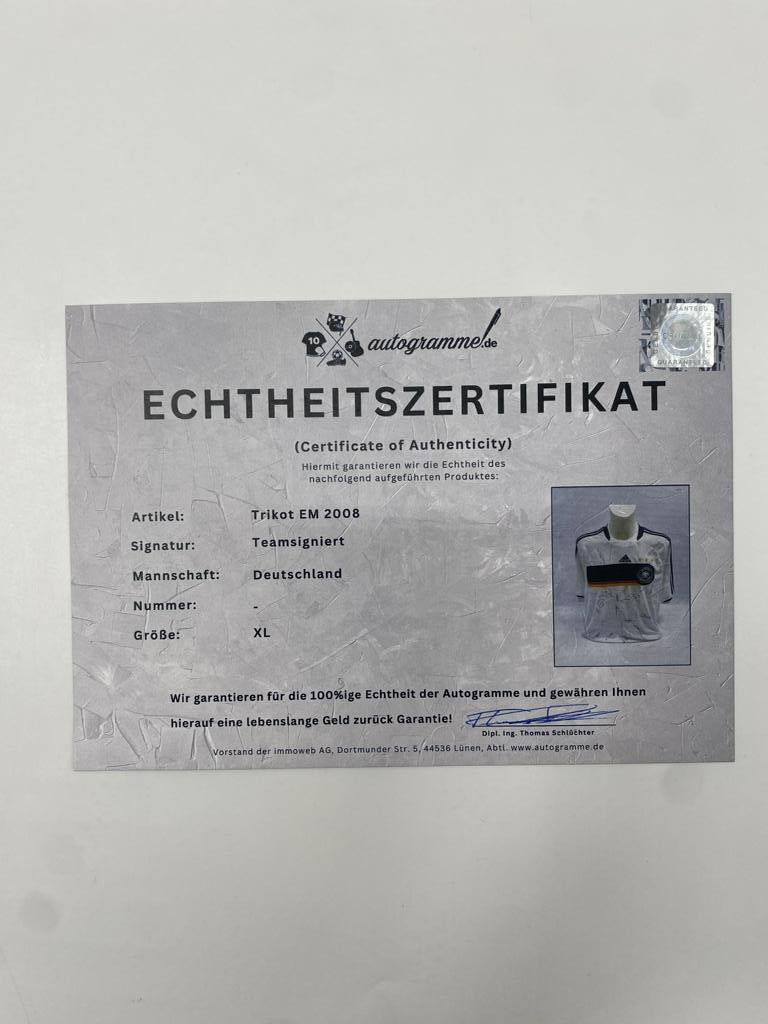 10
autogramme!.de
GUARANTEED
GUARANTEED
ECHTHEITSZERTIFIKAT
(Certificate of Authenticity)
Hiermit garantieren wir die Echtheit des
nachfolgend aufgeführten Produktes:
Artikel: Trikot EM 2008
Signatur: Teamsigniert
Mannschaft: Deutschland
Nummer: -
Größe: XL
Wir garantieren für die 100%ige Echtheit der Autogramme und gewähren Ihnen
hierauf eine lebenslange Geld zurück Garantie!
Dipl. Ing. Thomas Schlüchter
Vorstand der immoweb AG, Dortmunder Str. 5, 44536 Lünen, Abtl. www.autogramme.de